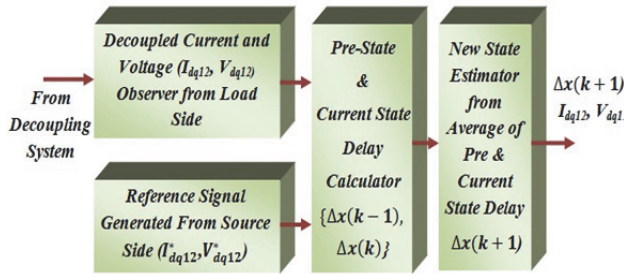 From
Decoupling
System
Decoupled Current and
Voltage (I_dq12, V_dq12)
Observer from Load
Side
Reference Signal
Generated From Source
Side (I*_dq12,V*_dq12)
Pre-State
&
Current State
Delay
Calculator
{Δx(k−1),
Δx(k)}
New State
Estimator
from
Average of
Pre &
Current
State Delay
Δx(k+1)
Δx(k+1)
I_dq12, V_dq1